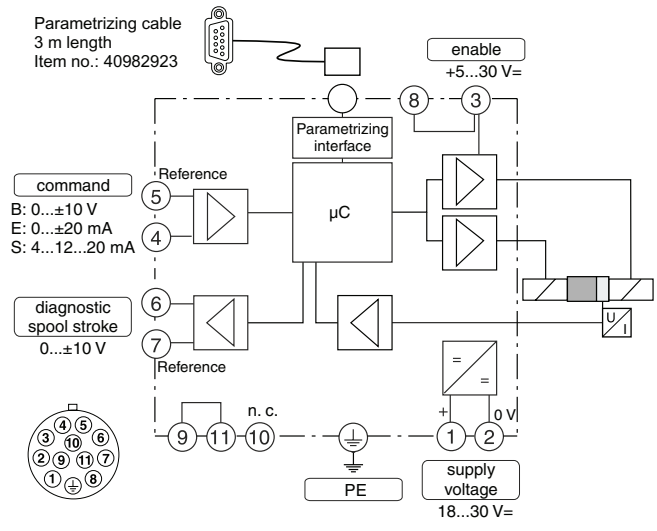 Parametrizing cable
3 m length
Item no.: 40982923
enable
+5...30 V=
8
3
Parametrizing
interface
Reference
command
5
B: 0...±10 V
E: 0...±20 mA
S: 4...12...20 mA
4
µC
diagnostic
spool stroke
0...±10 V
6
7
Reference
U
I
=
=
n. c.
+
0 V
9
11
10
1
2
PE
supply
voltage
18...30 V=
4
5
3
10
6
2
9
11
7
1
8